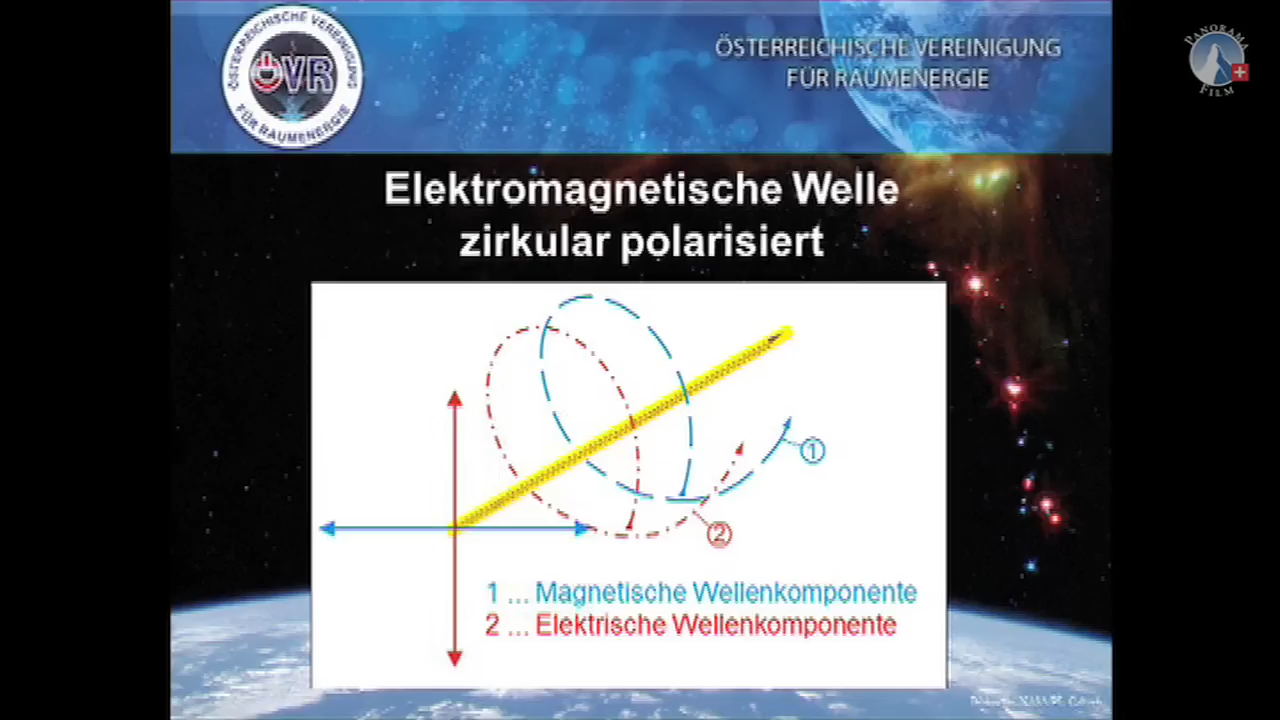 ÖSTERREICHISCHE VEREINIGUNG
FÜR RAUMENERGIE
ÖVR
ÖSTERREICHISCHE VEREINIGUNG
FÜR RAUMENERGIE
PANORAMA
FILM
Elektromagnetische Welle
zirkular polarisiert
1
2
1 ... Magnetische Wellenkomponente
2 ... Elektrische Wellenkomponente